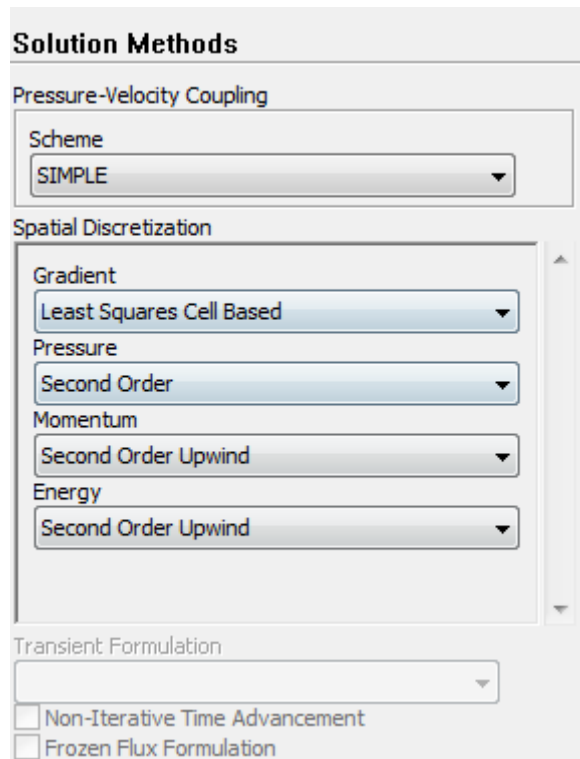 Solution Methods
Pressure-Velocity Coupling
Scheme
SIMPLE
Spatial Discretization
Gradient
Least Squares Cell Based
Pressure
Second Order
Momentum
Second Order Upwind
Energy
Second Order Upwind
Transient Formulation
Non-Iterative Time Advancement
Frozen Flux Formulation